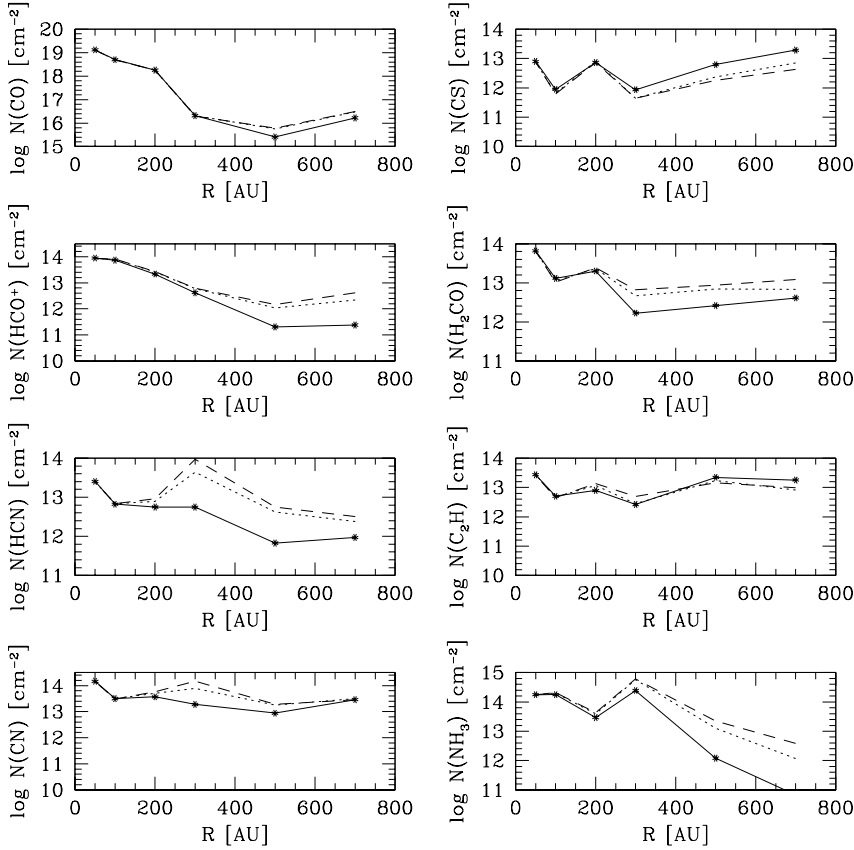 log N(CO) [cm⁻²]
20
19
18
17
16
15
0 200 400 600 800
R [AU]
log N(CS) [cm⁻²]
14
13
12
11
10
0 200 400 600 800
R [AU]
log N(HCO⁺) [cm⁻²]
14
13
12
11
10
0 200 400 600 800
R [AU]
log N(H₂CO) [cm⁻²]
14
13
12
11
0 200 400 600 800
R [AU]
log N(HCN) [cm⁻²]
14
13
12
11
0 200 400 600 800
R [AU]
log N(C₂H) [cm⁻²]
14
13
12
11
10
0 200 400 600 800
R [AU]
log N(CN) [cm⁻²]
14
13
12
11
10
0 200 400 600 800
R [AU]
log N(NH₃) [cm⁻²]
15
14
13
12
11
0 200 400 600 800
R [AU]